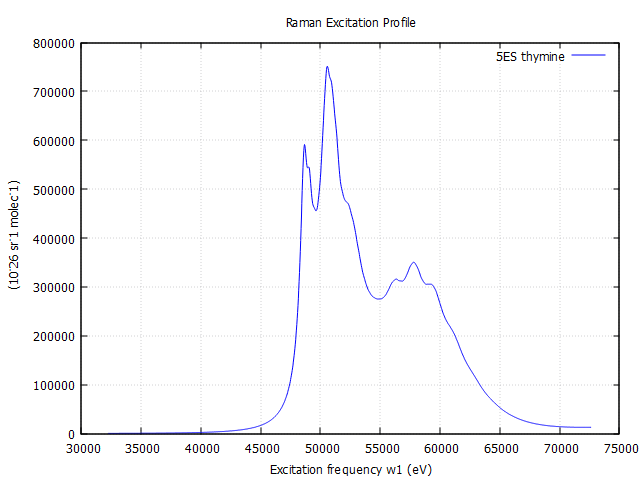 Raman Excitation Profile
800000
700000
600000
500000
400000
300000
200000
100000
0
(10^-26 sr^-1 molec^-1)
5ES thymine
30000 35000 40000 45000 50000 55000 60000 65000 70000 75000
Excitation frequency w1 (eV)